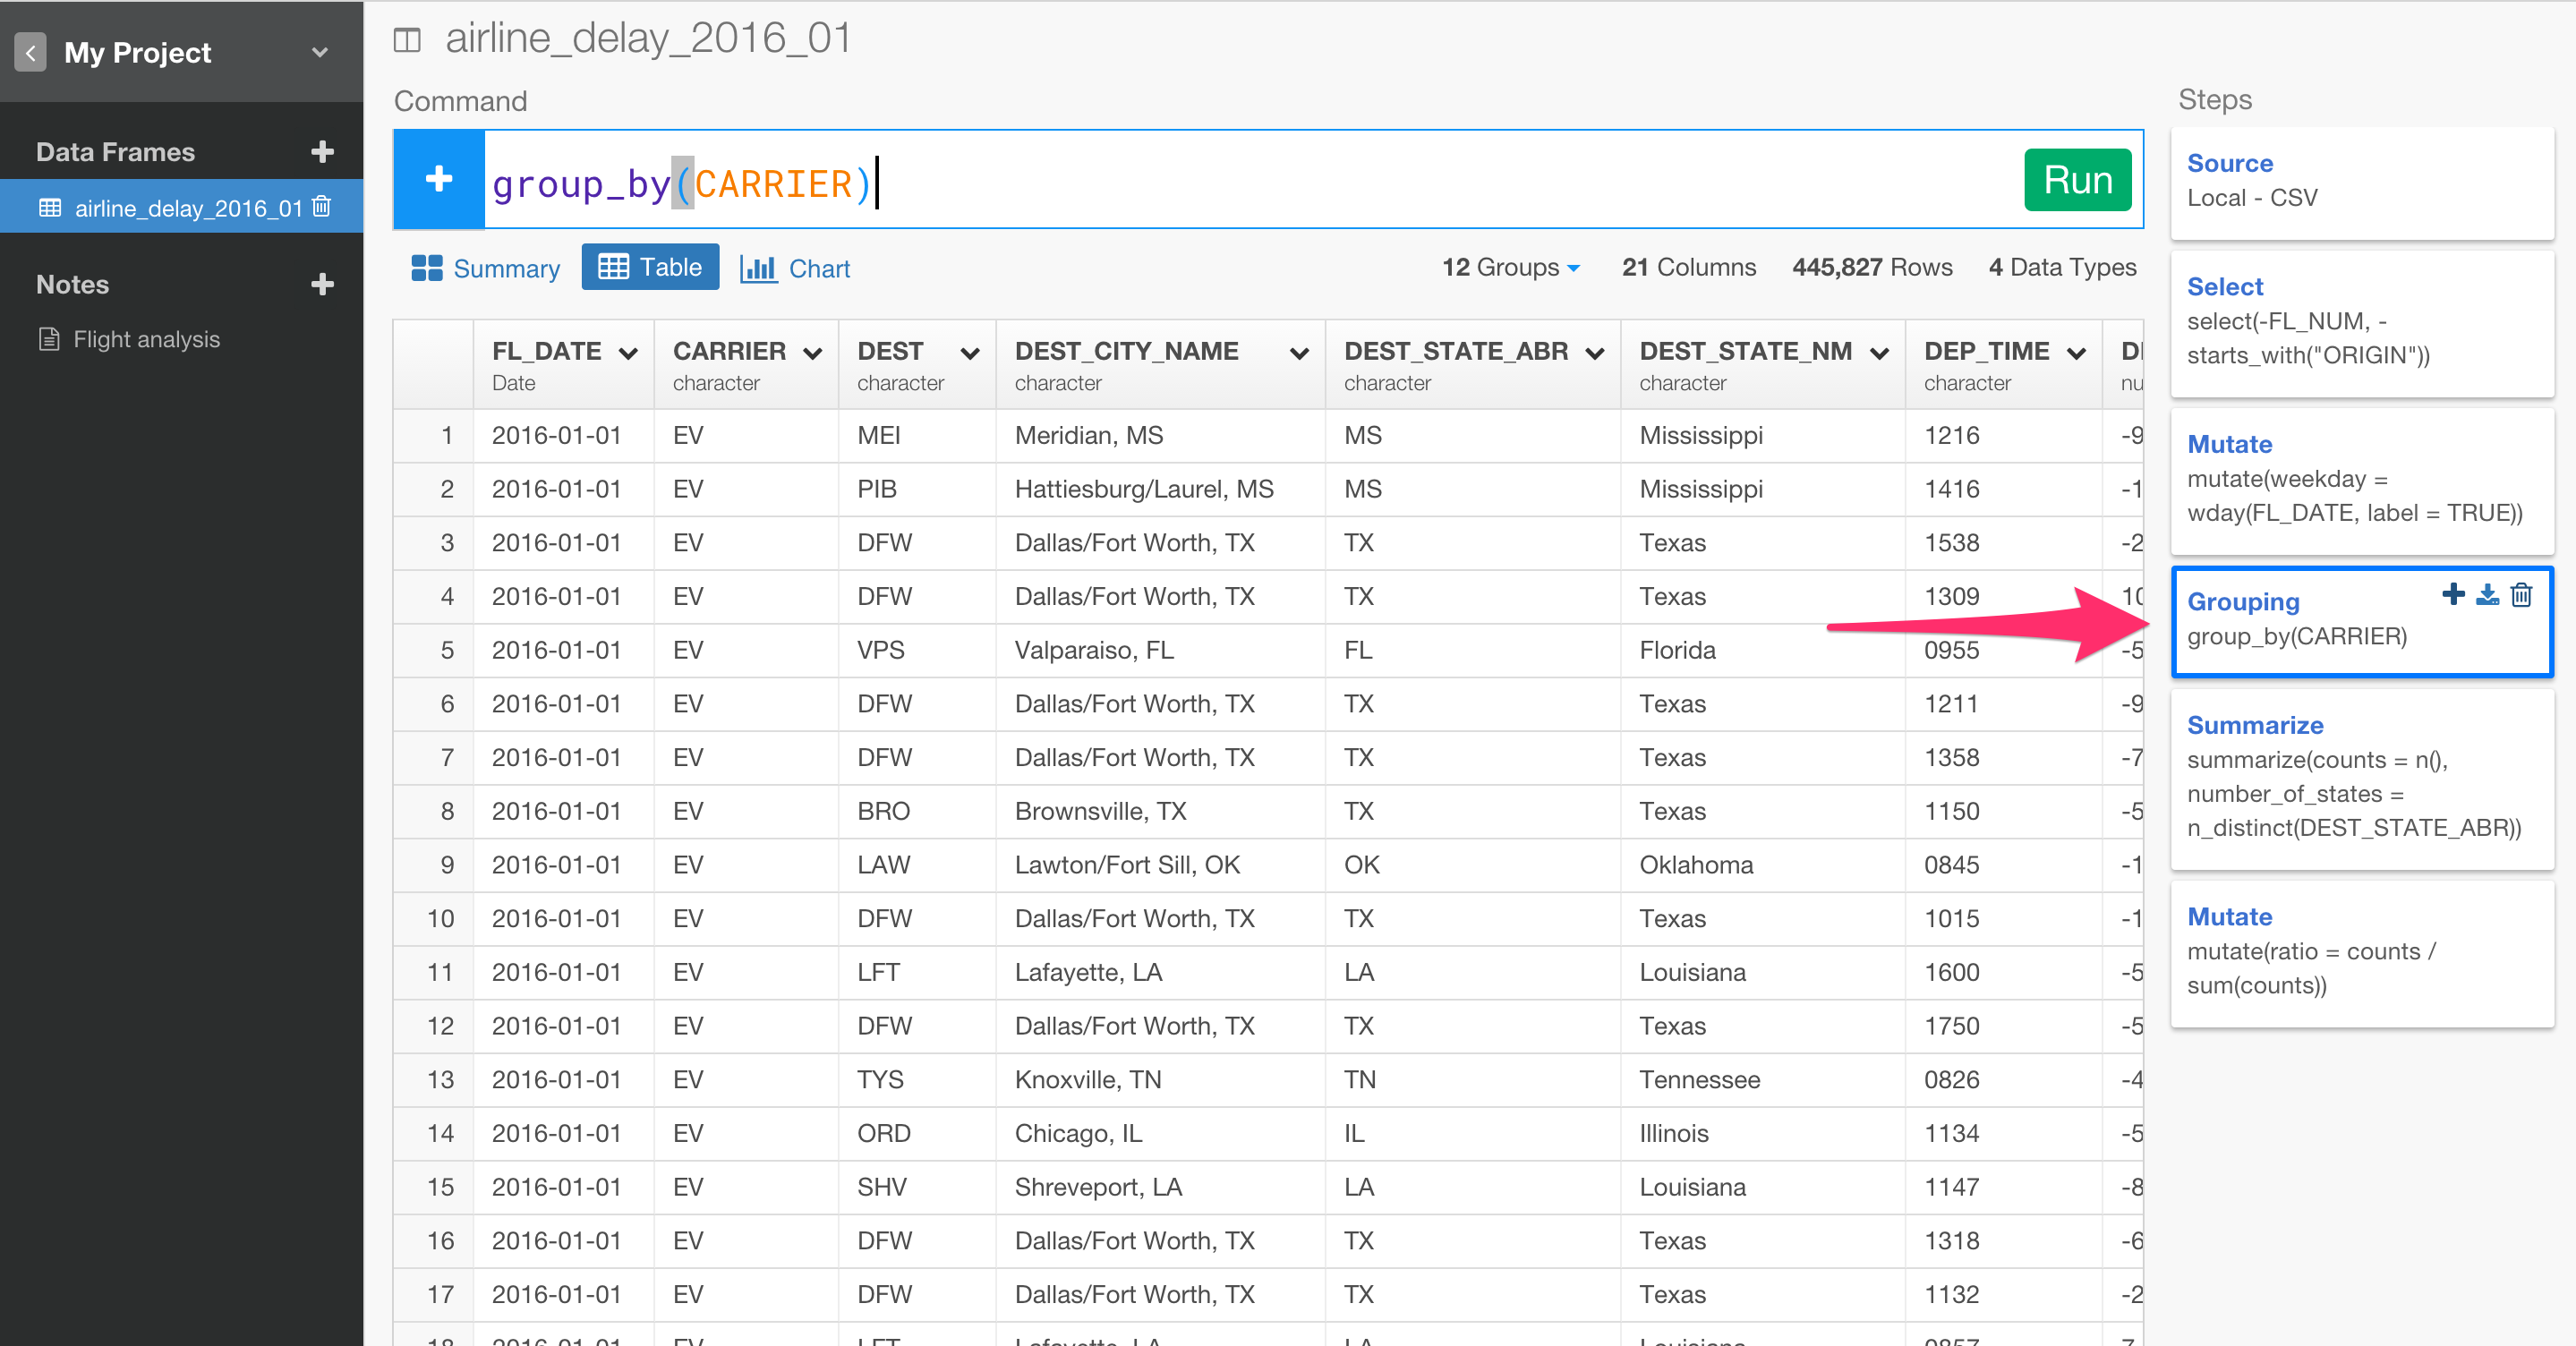 My Project
Data Frames
airline_delay_2016_01
Notes
Flight analysis
airline_delay_2016_01
Command
group_by(CARRIER)
Run
Summary Table Chart
12 Groups 21 Columns 445,827 Rows 4 Data Types
FL_DATE CARRIER DEST DEST_CITY_NAME DEST_STATE_ABR DEST_STATE_NM DEP_TIME
Date character character character character character character
1 2016-01-01 EV MEI Meridian, MS MS Mississippi 1216 -9
2 2016-01-01 EV PIB Hattiesburg/Laurel, MS MS Mississippi 1416 -1
3 2016-01-01 EV DFW Dallas/Fort Worth, TX TX Texas 1538 -2
4 2016-01-01 EV DFW Dallas/Fort Worth, TX TX Texas 1309 10
5 2016-01-01 EV VPS Valparaiso, FL FL Florida 0955 -5
6 2016-01-01 EV DFW Dallas/Fort Worth, TX TX Texas 1211 -9
7 2016-01-01 EV DFW Dallas/Fort Worth, TX TX Texas 1358 -7
8 2016-01-01 EV BRO Brownsville, TX TX Texas 1150 -5
9 2016-01-01 EV LAW Lawton/Fort Sill, OK OK Oklahoma 0845 -1
10 2016-01-01 EV DFW Dallas/Fort Worth, TX TX Texas 1015 -1
11 2016-01-01 EV LFT Lafayette, LA LA Louisiana 1600 -5
12 2016-01-01 EV DFW Dallas/Fort Worth, TX TX Texas 1750 -5
13 2016-01-01 EV TYS Knoxville, TN TN Tennessee 0826 -4
14 2016-01-01 EV ORD Chicago, IL IL Illinois 1134 -5
15 2016-01-01 EV SHV Shreveport, LA LA Louisiana 1147 -8
16 2016-01-01 EV DFW Dallas/Fort Worth, TX TX Texas 1318 -6
17 2016-01-01 EV DFW Dallas/Fort Worth, TX TX Texas 1132 -2
Steps
Source
Local - CSV
Select
select(-FL_NUM, -
starts_with("ORIGIN"))
Mutate
mutate(weekday =
wday(FL_DATE, label = TRUE))
Grouping
group_by(CARRIER)
Summarize
summarize(counts = n(),
number_of_states =
n_distinct(DEST_STATE_ABR))
Mutate
mutate(ratio = counts /
sum(counts))